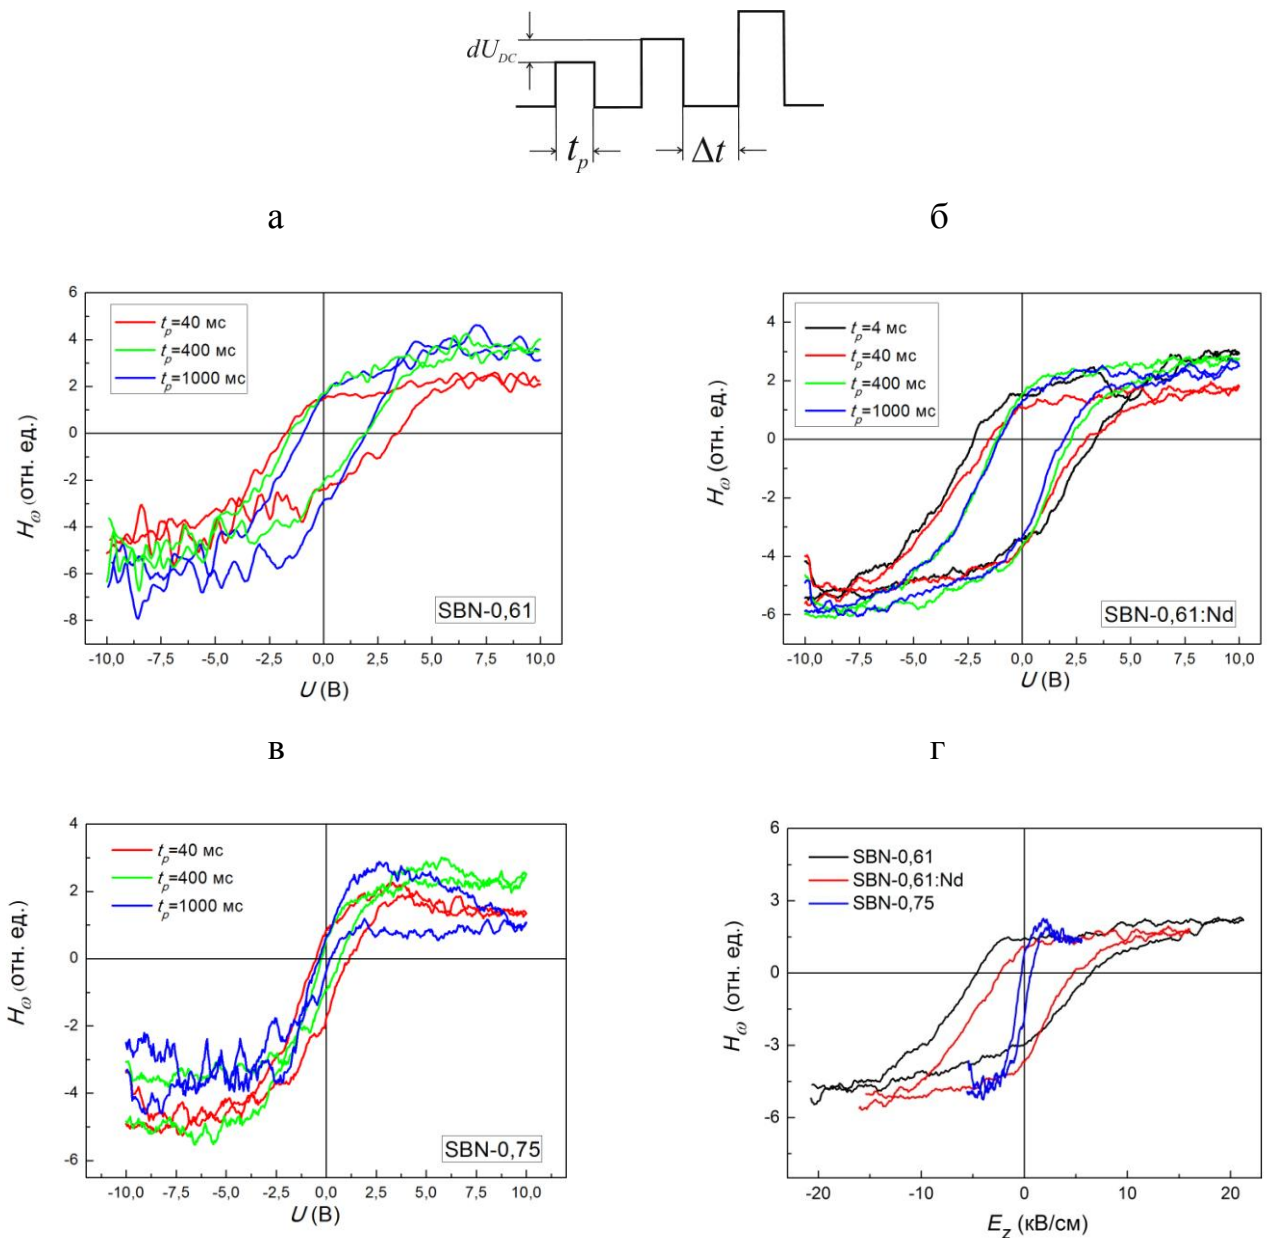 dU_DC
t_p
Δt
а
б
6
4
2
0
-2
-4
-6
-8
H_ω (отн. ед.)
t_p=40 мс
t_p=400 мс
t_p=1000 мс
SBN-0,61
-10,0 -7,5 -5,0 -2,5 0,0 2,5 5,0 7,5 10,0
U (В)
4
2
0
-2
-4
-6
H_ω (отн. ед.)
t_p=4 мс
t_p=40 мс
t_p=400 мс
t_p=1000 мс
SBN-0,61:Nd
-10,0 -7,5 -5,0 -2,5 0,0 2,5 5,0 7,5 10,0
U (В)
в
г
4
2
0
-2
-4
-6
H_ω (отн. ед.)
t_p=40 мс
t_p=400 мс
t_p=1000 мс
SBN-0,75
-10,0 -7,5 -5,0 -2,5 0,0 2,5 5,0 7,5 10,0
U (В)
6
3
0
-3
-6
H_ω (отн. ед.)
SBN-0,61
SBN-0,61:Nd
SBN-0,75
-20 -10 0 10 20
E_z (кВ/см)